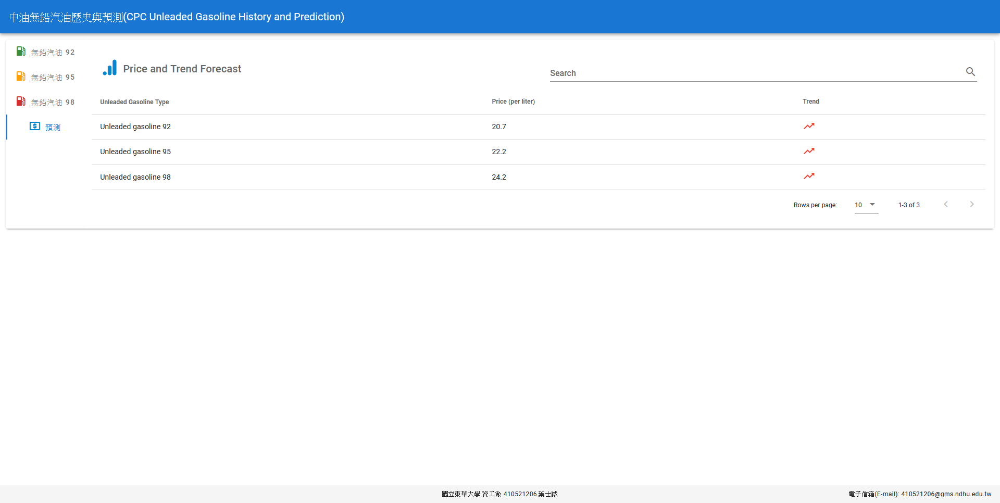 中油無鉛汽油歷史與預測(CPC Unleaded Gasoline History and Prediction)
無鉛汽油 92
無鉛汽油 95
無鉛汽油 98
預測
Price and Trend Forecast
Search
Unleaded Gasoline Type Price (per liter) Trend
Unleaded gasoline 92 20.7
Unleaded gasoline 95 22.2
Unleaded gasoline 98 24.2
Rows per page: 10 1-3 of 3
國立東華大學 資工系 410521206 葉士誠
電子信箱(E-mail): 410521206@gms.ndhu.edu.tw